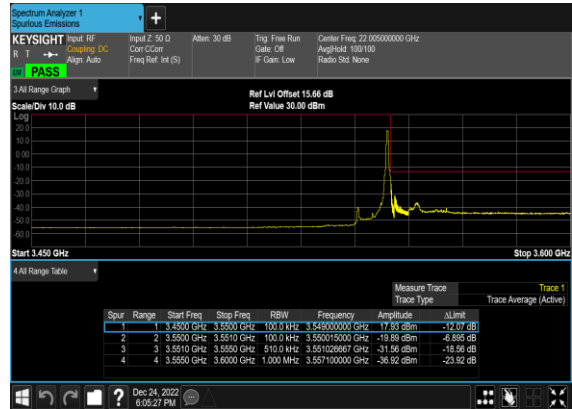 Spectrum Analyzer 1
Spurious Emissions
KEYSIGHT Input: RF Input Z: 50 Ω Atten: 30 dB Trig: Free Run Center Freq: 22.005000000 GHz
R T Coupling: DC Corr CCorr Gate: Off Avg|Hold: 100/100
Align: Auto Freq Ref: Int (S) IF Gain: Low Radio Std: None
PASS
3 All Range Graph Ref Lvl Offset 15.66 dB
Scale/Div 10.0 dB Ref Value 30.00 dBm
Log
20.0
10.0
0.00
-10.0
-20.0
-30.0
-40.0
-50.0
-60.0
Start 3.450 GHz Stop 3.600 GHz
4 All Range Table
Measure Trace Trace 1
Trace Type Trace Average (Active)
Spur Range Start Freq Stop Freq RBW Frequency Amplitude ΔLimit
1 1 3.4500 GHz 3.5500 GHz 100.0 kHz 3.549000000 GHz 17.93 dBm -12.07 dB
2 2 3.5500 GHz 3.5510 GHz 100.0 kHz 3.550015000 GHz -19.89 dBm -6.895 dB
3 3 3.5510 GHz 3.5550 GHz 510.0 kHz 3.551026667 GHz -31.56 dBm -18.56 dB
4 4 3.5550 GHz 3.6000 GHz 1.000 MHz 3.557100000 GHz -36.92 dBm -23.92 dB
? Dec 24, 2022
6:05:27 PM